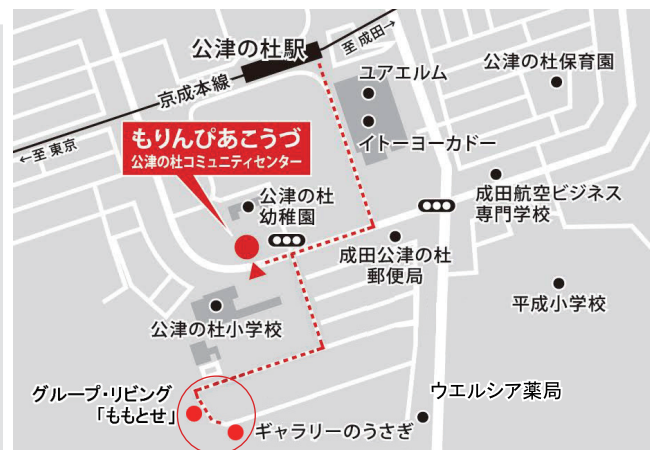 公津の杜駅
至 成田→
京成本線
←至 東京
ユアエルム
イトーヨーカドー
公津の杜保育園
もりんぴあこうづ
公津の杜コミュニティセンター
公津の杜
幼稚園
成田航空ビジネス
専門学校
成田公津の杜
郵便局
平成小学校
公津の杜小学校
グループ・リビング
「ももとせ」
ギャラリーのうさぎ
ウエルシア薬局